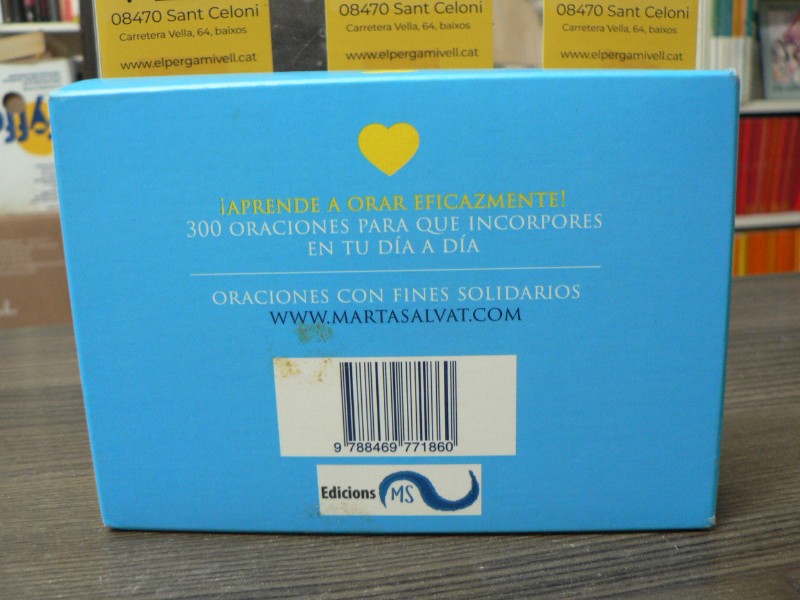 08470 Sant Celoni
Carretera Vella, 64, baixos
www.elpergamivell.cat
08470 Sant Celoni
Carretera Vella, 64, baixos
www.elpergamivell.cat
08470 Sant Celoni
Carretera Vella, 64, baixos
www.elpergamivell.cat
¡APRENDE A ORAR EFICAZMENTE!
300 ORACIONES PARA QUE INCORPORES
EN TU DÍA A DÍA
ORACIONES CON FINES SOLIDARIOS
WWW.MARTASALVAT.COM
9 788469 771860
Edicions MS